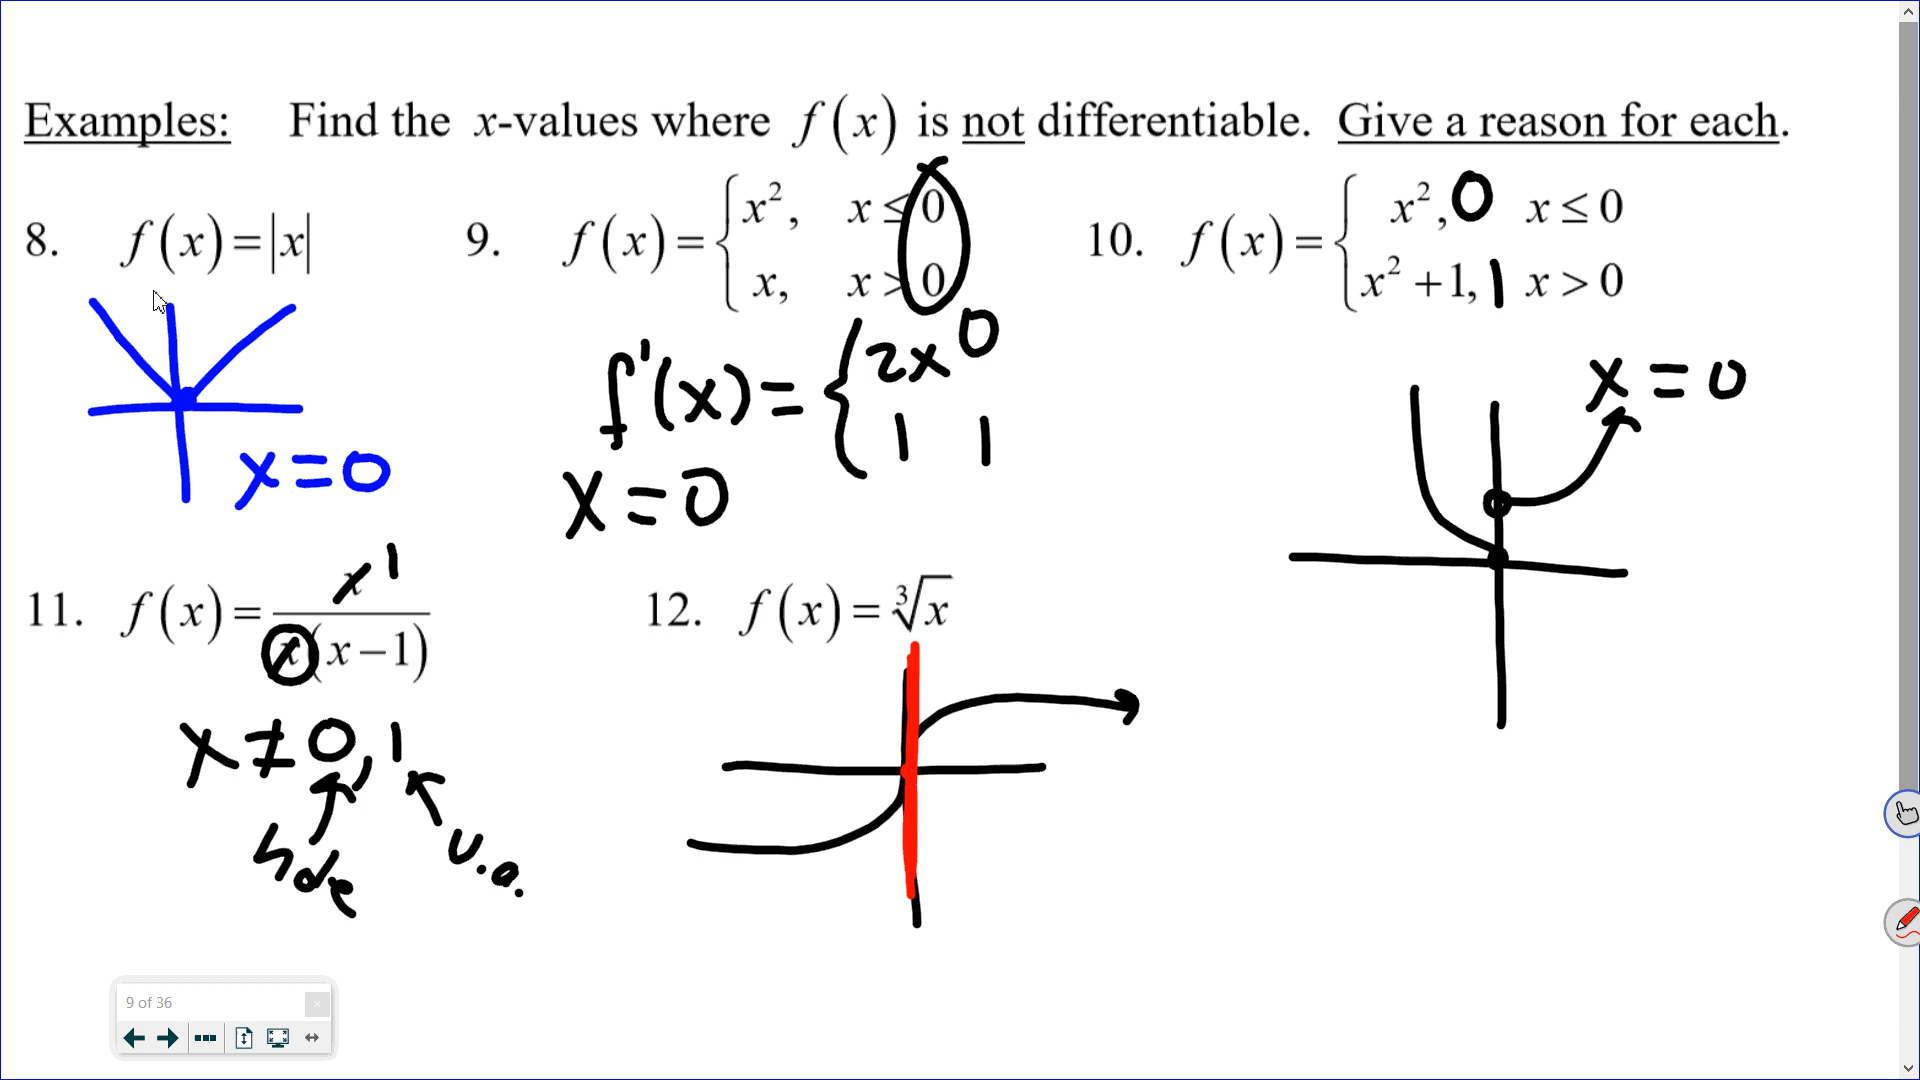 Examples: Find the x-values where f(x) is not differentiable. Give a reason for each.
8. f(x) = |x|
x = 0
9. f(x) = { x², x ≤ 0
x, x > 0
f'(x) = { 2x 0
1 1
x = 0
10. f(x) = { x², 0 x ≤ 0
x² + 1, 1 x > 0
x = 0
11. f(x) = x / x(x − 1)
1
x ≠ 0, 1
hole
v.a.
12. f(x) = ∛x
9 of 36